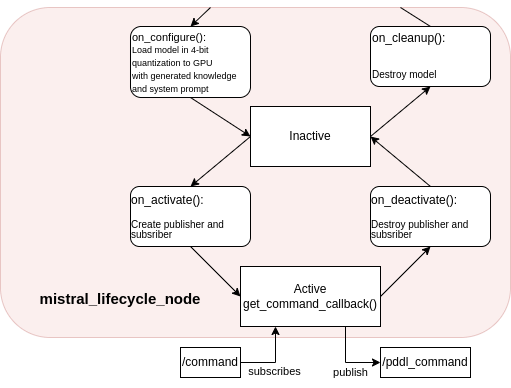 on_configure():
Load model in 4-bit
quantization to GPU
with generated knowledge
and system prompt
on_cleanup():
Destroy model
Inactive
on_activate():
Create publisher and
subsriber
on_deactivate():
Destroy publisher and
subsriber
Active
get_command_callback()
mistral_lifecycle_node
/command
subscribes
publish
/pddl_command